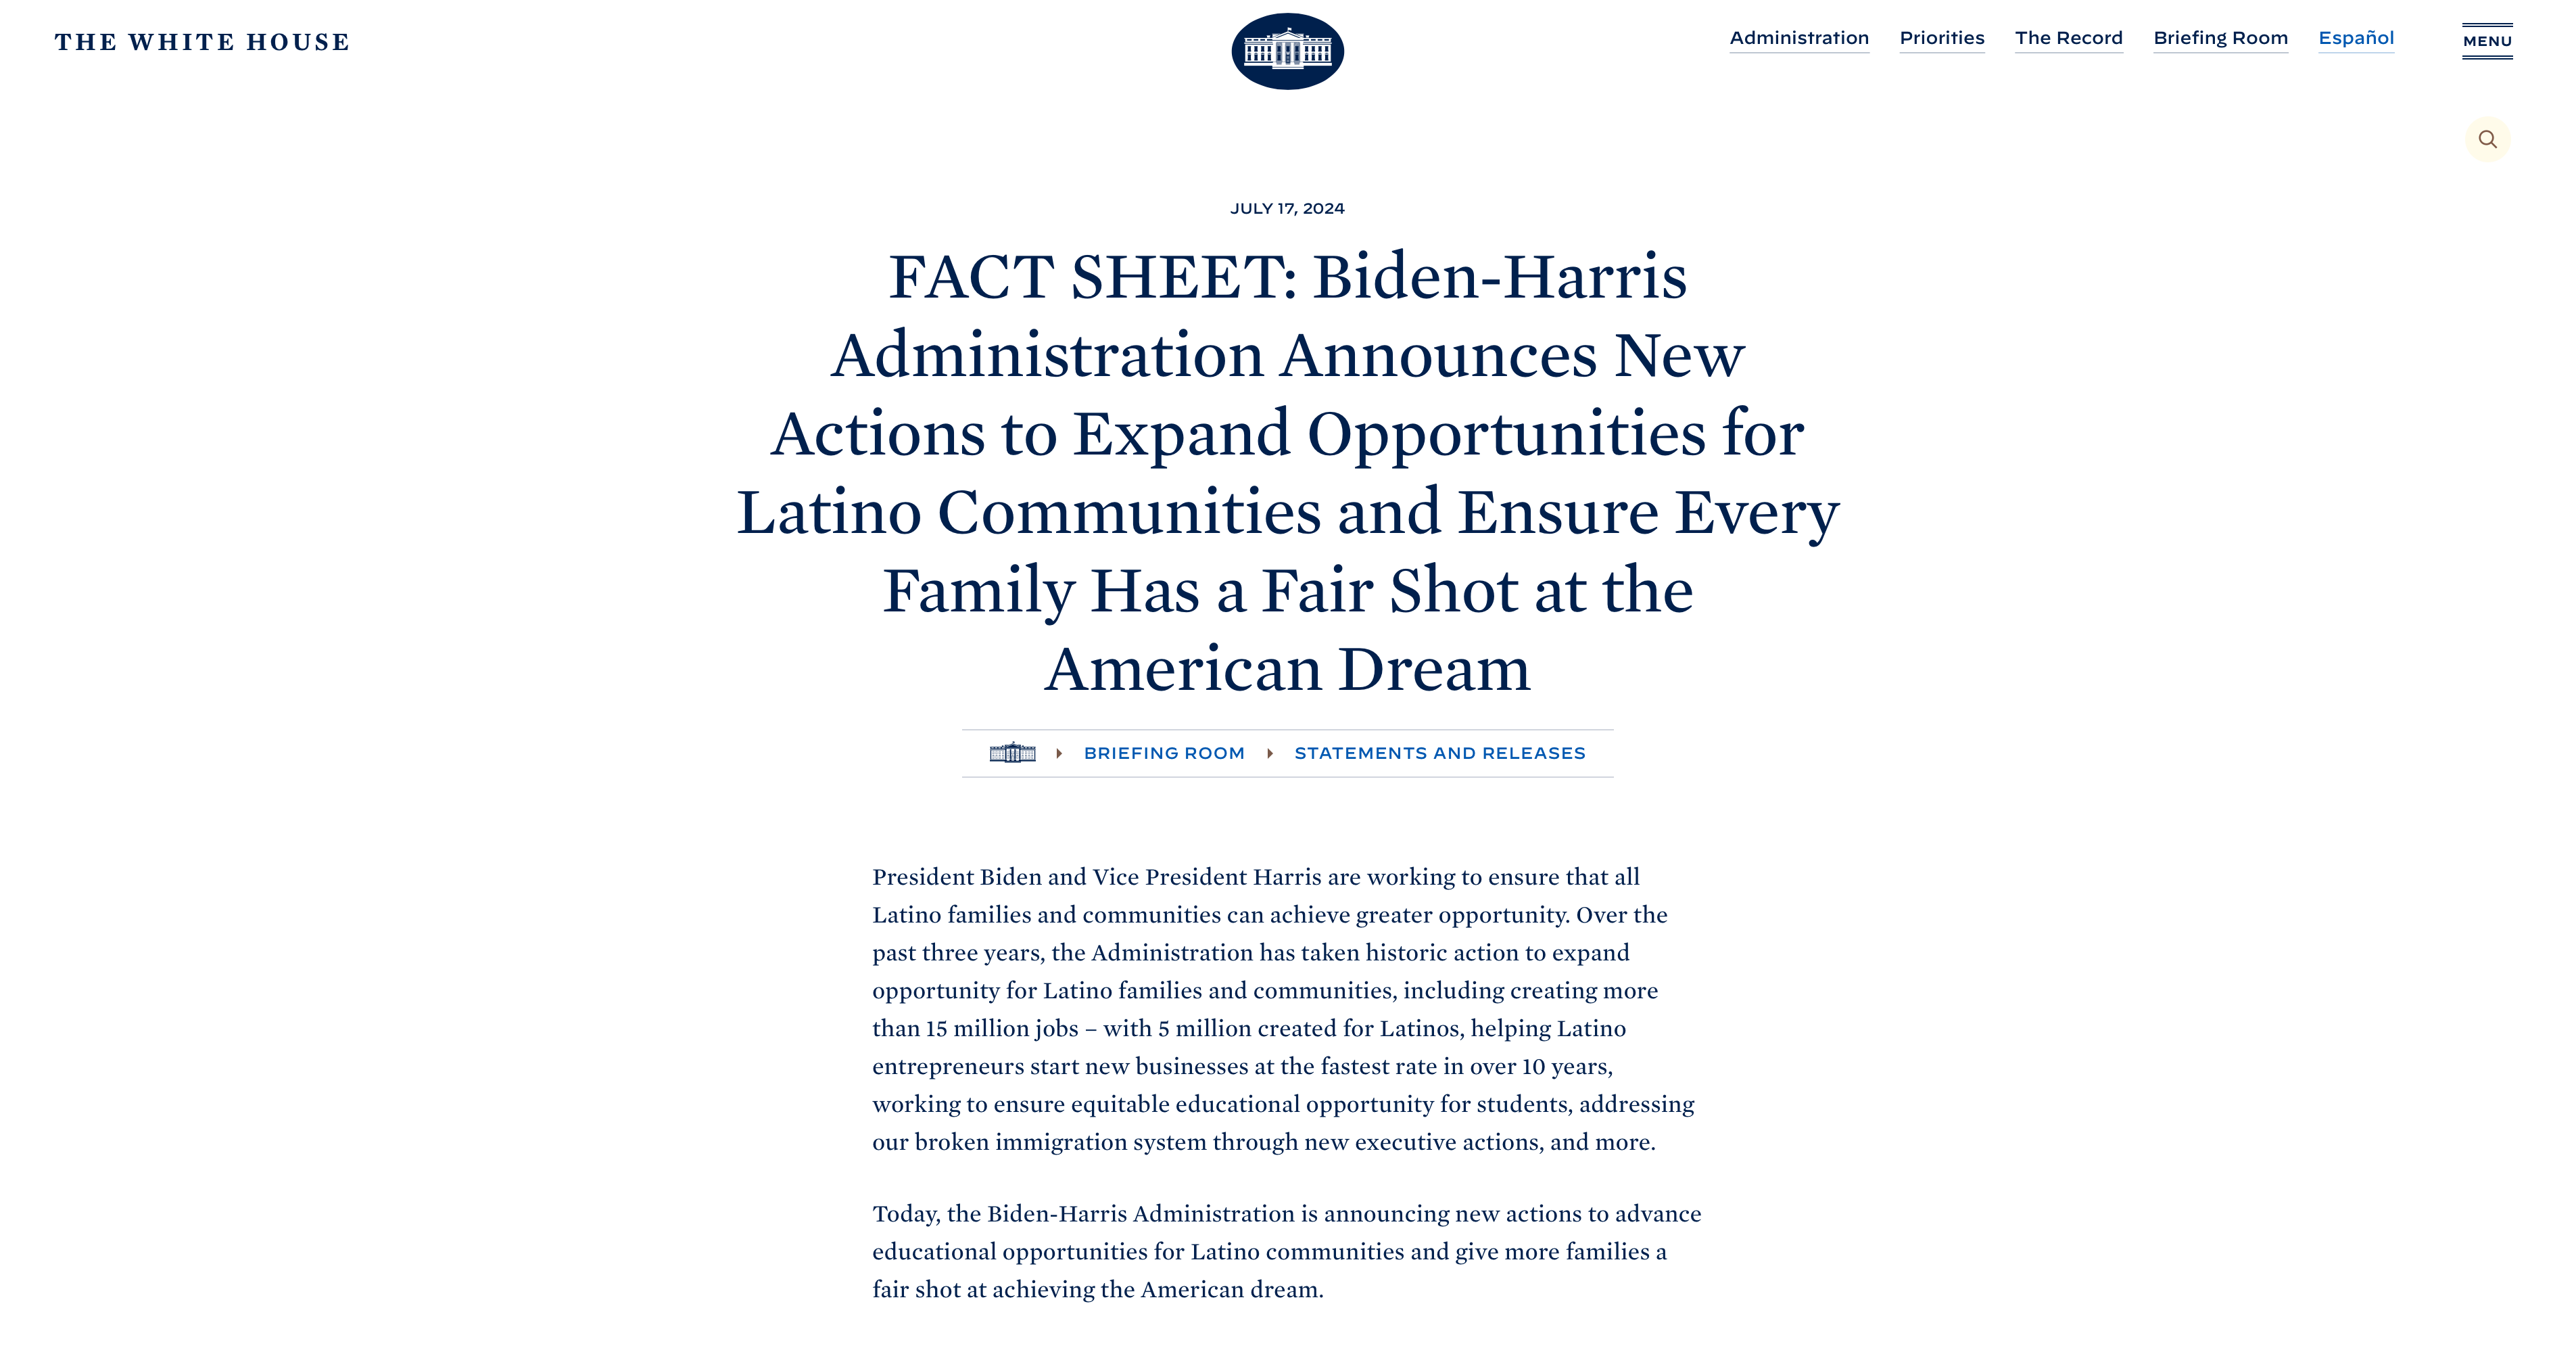 THE WHITE HOUSE
Administration
Priorities
The Record
Briefing Room
Español
MENU
JULY 17, 2024
FACT SHEET: Biden-Harris
Administration Announces New
Actions to Expand Opportunities for
Latino Communities and Ensure Every
Family Has a Fair Shot at the
American Dream
BRIEFING ROOM
STATEMENTS AND RELEASES
President Biden and Vice President Harris are working to ensure that all
Latino families and communities can achieve greater opportunity. Over the
past three years, the Administration has taken historic action to expand
opportunity for Latino families and communities, including creating more
than 15 million jobs – with 5 million created for Latinos, helping Latino
entrepreneurs start new businesses at the fastest rate in over 10 years,
working to ensure equitable educational opportunity for students, addressing
our broken immigration system through new executive actions, and more.
Today, the Biden-Harris Administration is announcing new actions to advance
educational opportunities for Latino communities and give more families a
fair shot at achieving the American dream.